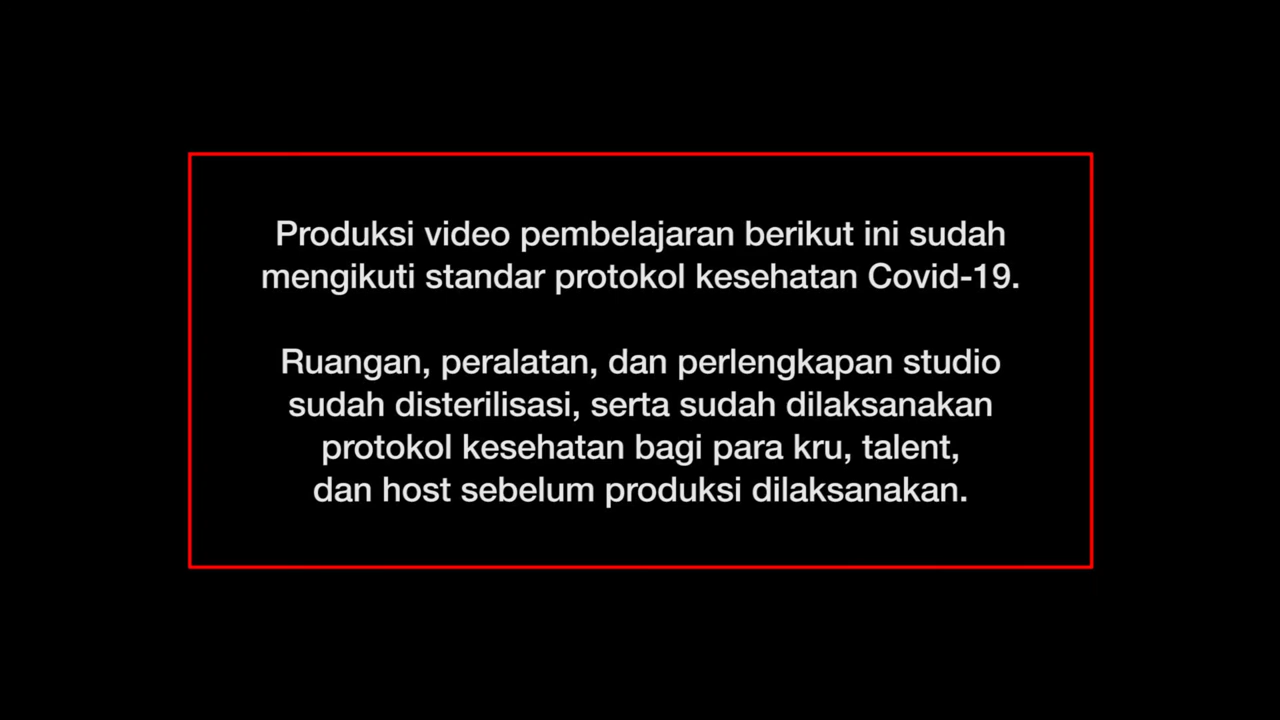 Produksi video pembelajaran berikut ini sudah
mengikuti standar protokol kesehatan Covid-19.
Ruangan, peralatan, dan perlengkapan studio
sudah disterilisasi, serta sudah dilaksanakan
protokol kesehatan bagi para kru, talent,
dan host sebelum produksi dilaksanakan.